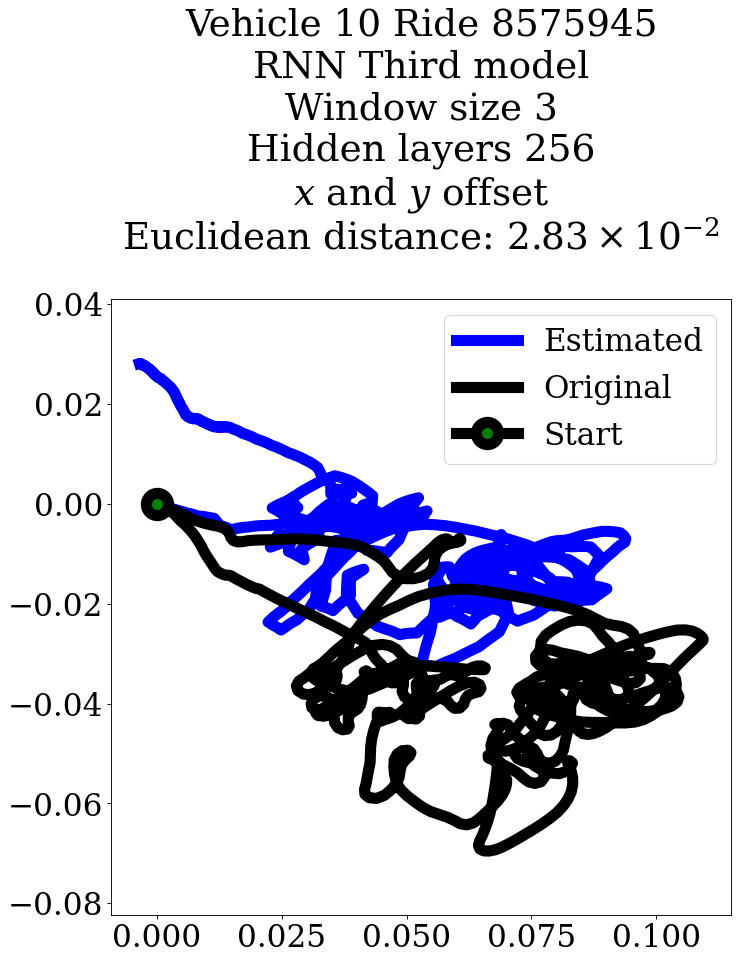 Vehicle 10 Ride 8575945
RNN Third model
Window size 3
Hidden layers 256
x and y offset
Euclidean distance: 2.83 × 10⁻²
Estimated
Original
Start
0.04
0.02
0.00
−0.02
−0.04
−0.06
−0.08
0.000 0.025 0.050 0.075 0.100